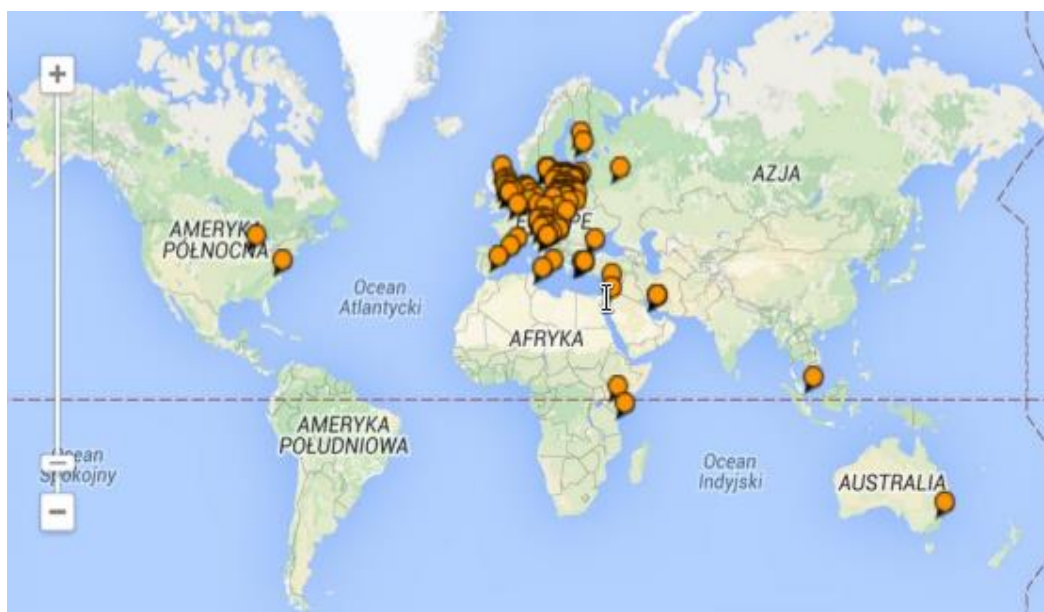 AZJA
AMERYKA
PÓŁNOCNA
Ocean
Atlantycki
AFRYKA
AMERYKA
POŁUDNIOWA
Ocean
Spokojny
Ocean
Indyjski
AUSTRALIA